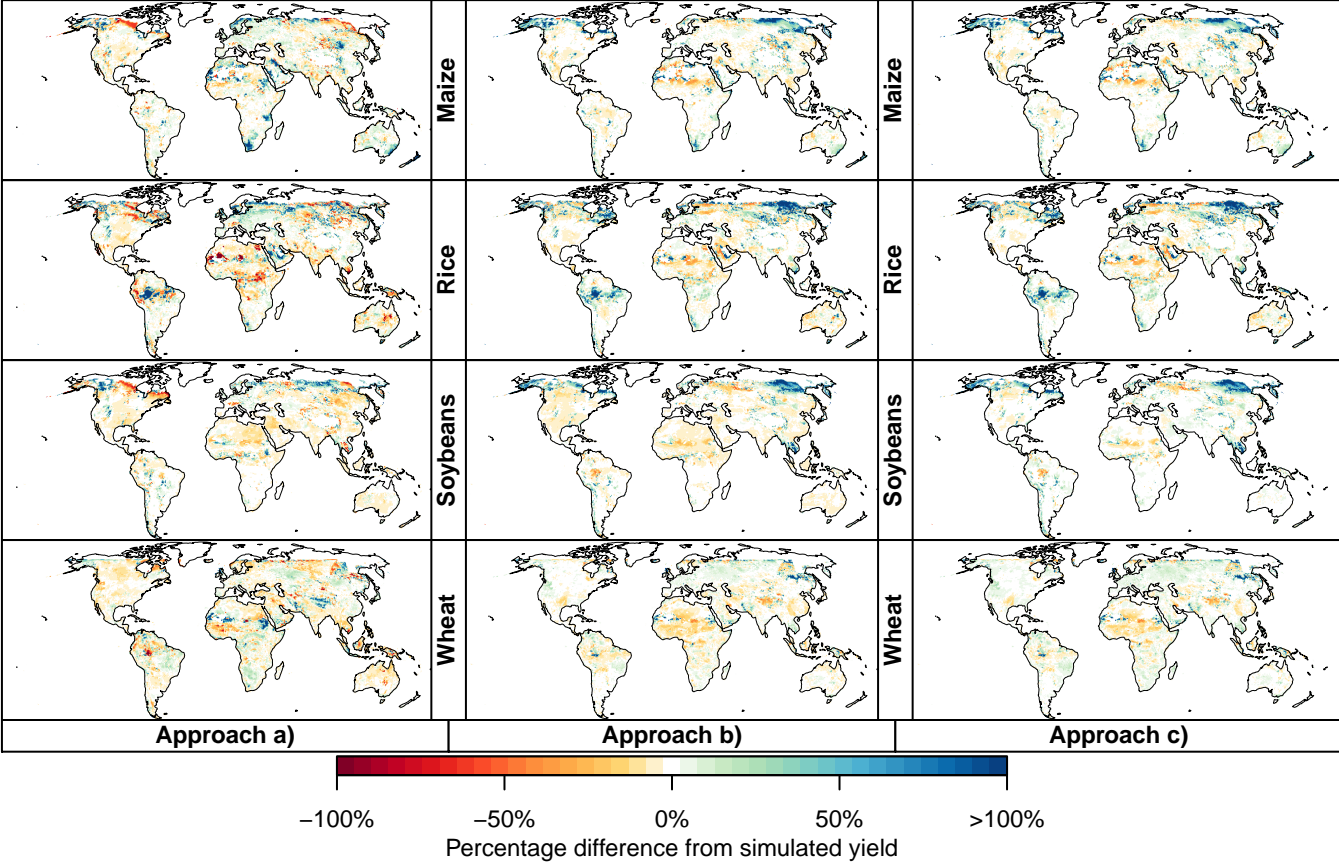 Maize
Maize
Rice
Rice
Soybeans
Soybeans
Wheat
Wheat
Approach a) Approach b) Approach c)
−100% −50% 0% 50% >100%
Percentage difference from simulated yield